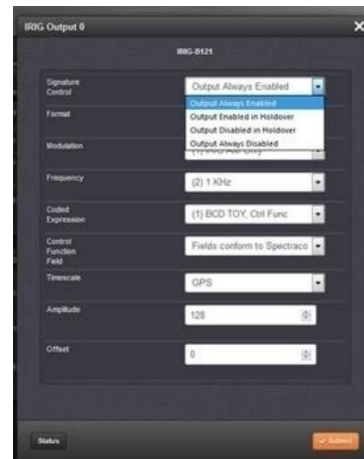 IRIG Output 0
IRIG-B121
Signature Control
Output Always Enabled
Output Always Enabled
Output Enabled in Holdover
Output Disabled in Holdover
Output Always Disabled
Format
Modulation
Frequency
(2) 1 KHz
Coded Expression
(1) BCD TOY, Ctrl Func
Control Function Field
Fields conform to Spectraco
Timescale
GPS
Amplitude
128
Offset
0
Status
Submit